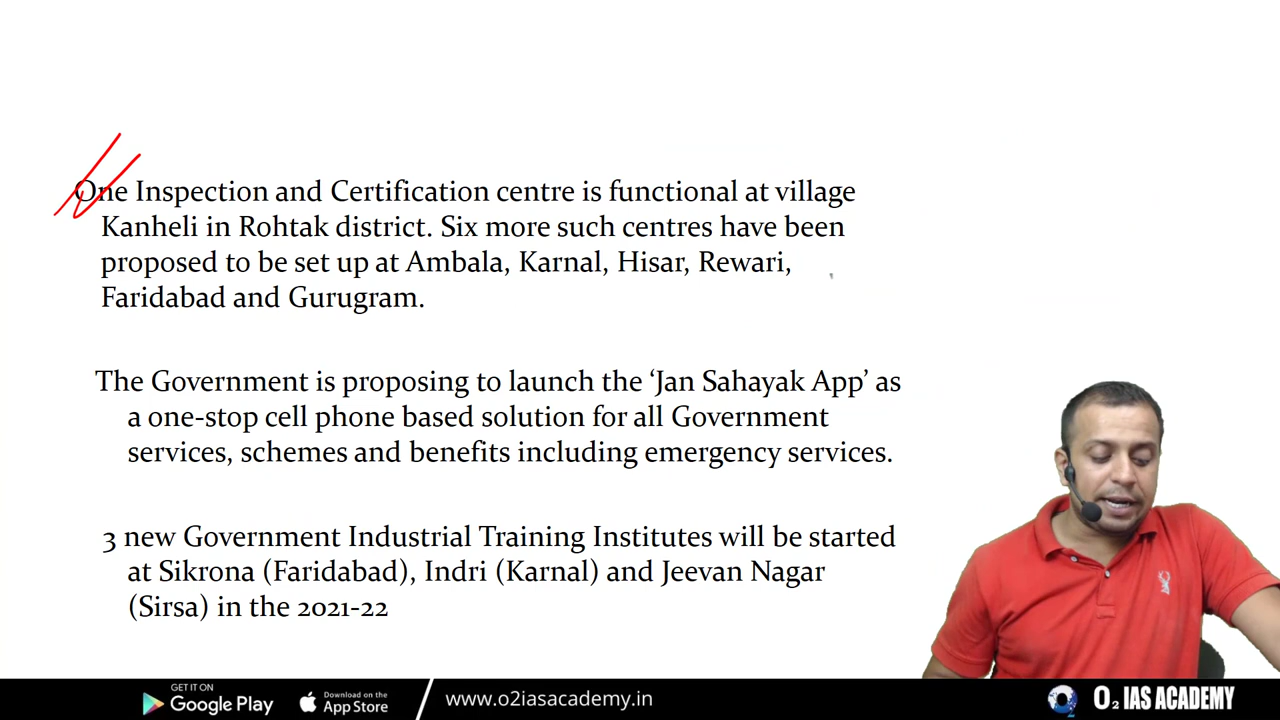 One Inspection and Certification centre is functional at village
Kanheli in Rohtak district. Six more such centres have been
proposed to be set up at Ambala, Karnal, Hisar, Rewari,
Faridabad and Gurugram.
The Government is proposing to launch the ‘Jan Sahayak App’ as
a one-stop cell phone based solution for all Government
services, schemes and benefits including emergency services.
3 new Government Industrial Training Institutes will be started
at Sikrona (Faridabad), Indri (Karnal) and Jeevan Nagar
(Sirsa) in the 2021-22
GET IT ON
Google Play
Download on the
App Store
www.o2iasacademy.in
O2 IAS ACADEMY